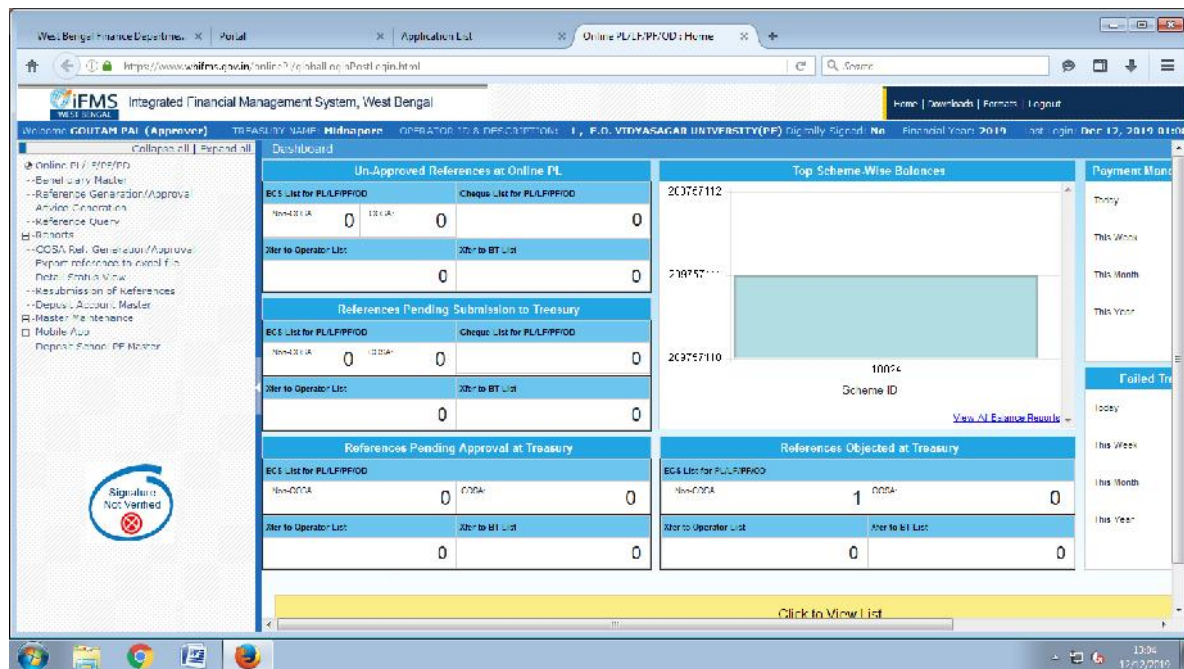 West Bengal Finance Departme...
Portal
Application List
Online PL/LF/PF/OD : Home
https://www.wbifms.gov.in/
Search
iFMS
WEST BENGAL
Integrated Financial Management System, West Bengal
Home | Downloads | Formats | Logout
Welcome GOUTAM PAL (Approver) TREASURY NAME: Midnapore OPERATOR ID & DESCRIPTION: F.O. VIDYASAGAR UNIVERSITY(PF) Digitally Signed: No Financial Year: 2019 Last Login: Dec 12, 2019
Collapse all | Expand all
Dashboard
Online PL/LF/PF/OD
--Beneficiary Master
--Reference Generation/Approval
Advice Generation
--Reference Query
Reports
--COSA Ref. Generation/Approval
Export reference to excel file
Detail Status View
--Resubmission of References
--Deposit Account Master
Master Maintenance
Mobile App
Deposit School PF Master
Signature
Not Verified
Un-Approved References at Online PL
ECS List for PL/LF/PF/OD Cheque List for PL/LF/PF/OD
Non-COSA 0 COSA: 0 0
Xfer to Operator List Xfer to BT List
0 0
References Pending Submission to Treasury
ECS List for PL/LF/PF/OD Cheque List for PL/LF/PF/OD
Non-COSA 0 COSA: 0 0
Xfer to Operator List Xfer to BT List
0 0
References Pending Approval at Treasury
ECS List for PL/LF/PF/OD
Non-COSA 0 COSA: 0
Xfer to Operator List Xfer to BT List
0 0
Top Scheme-Wise Balances
10024
Scheme ID
View All Balance Reports
References Objected at Treasury
ECS List for PL/LF/PF/OD
Non-COSA 1 COSA: 0
Xfer to Operator List Xfer to BT List
0 0
Payment Mand
Today
This Week
This Month
This Year
Failed Tra
Today
This Week
This Month
This Year
Click to View List
13:04
12/12/2019